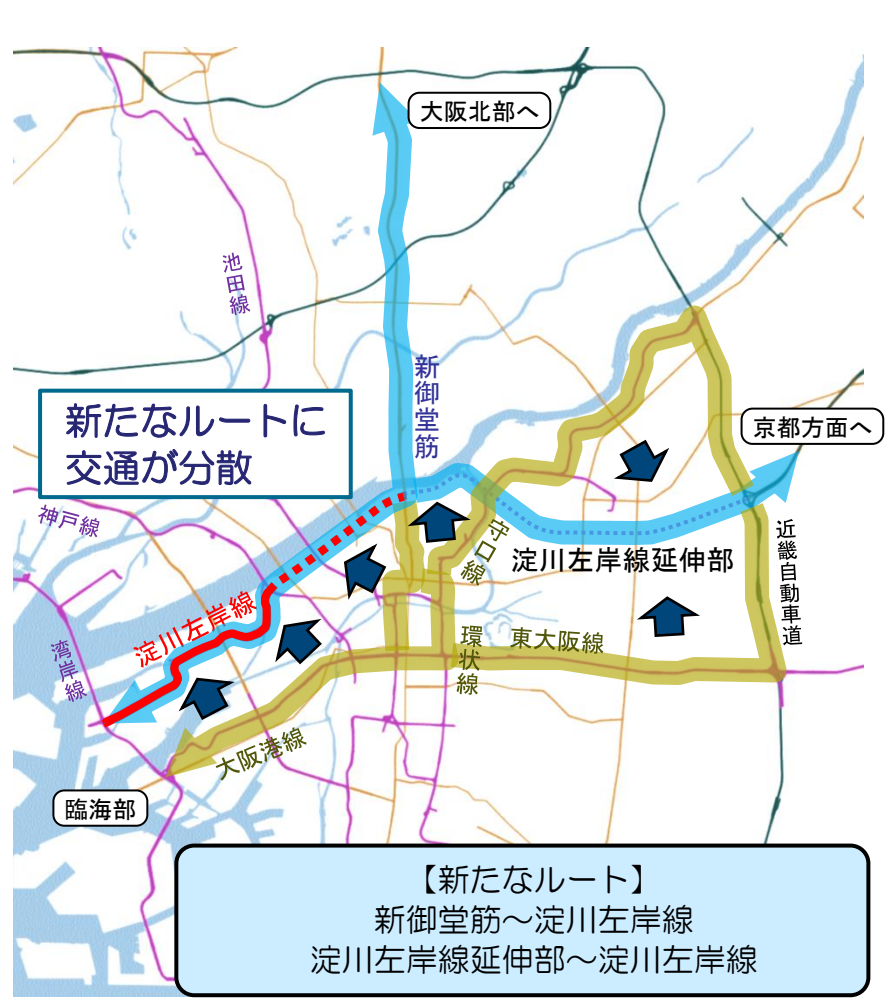 大阪北部へ
池田線
新御堂筋
新たなルートに
交通が分散
京都方面へ
神戸線
守口線
淀川左岸線延伸部
近畿自動車道
淀川左岸線
環状線
東大阪線
湾岸線
大阪港線
臨海部
【新たなルート】
新御堂筋～淀川左岸線
淀川左岸線延伸部～淀川左岸線